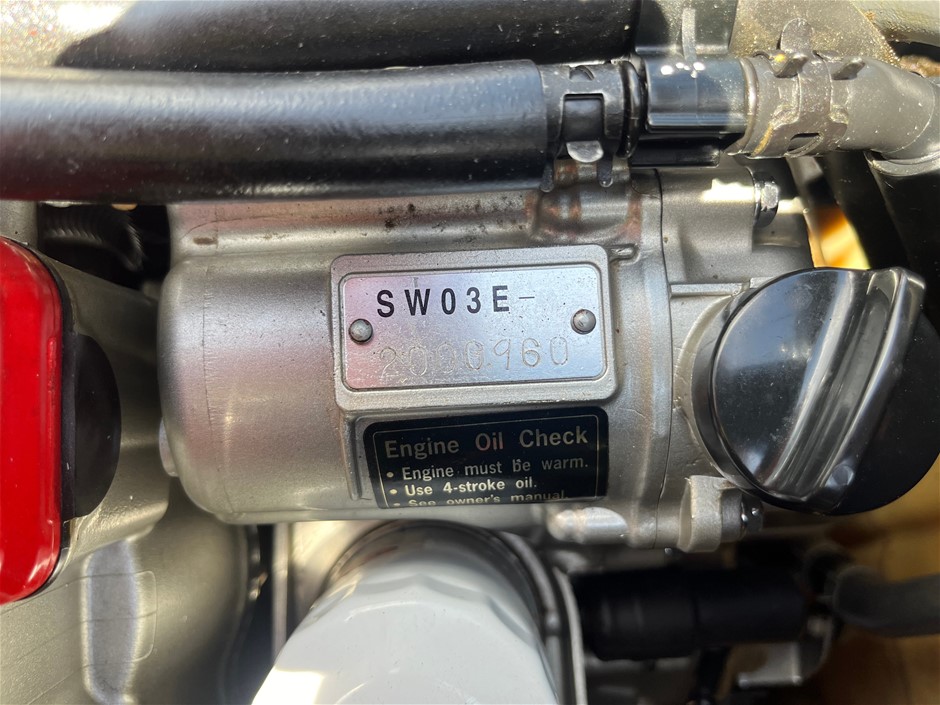 SW03E-
2000960
Engine Oil Check
• Engine must be warm.
• Use 4-stroke oil.
• See owner's manual.